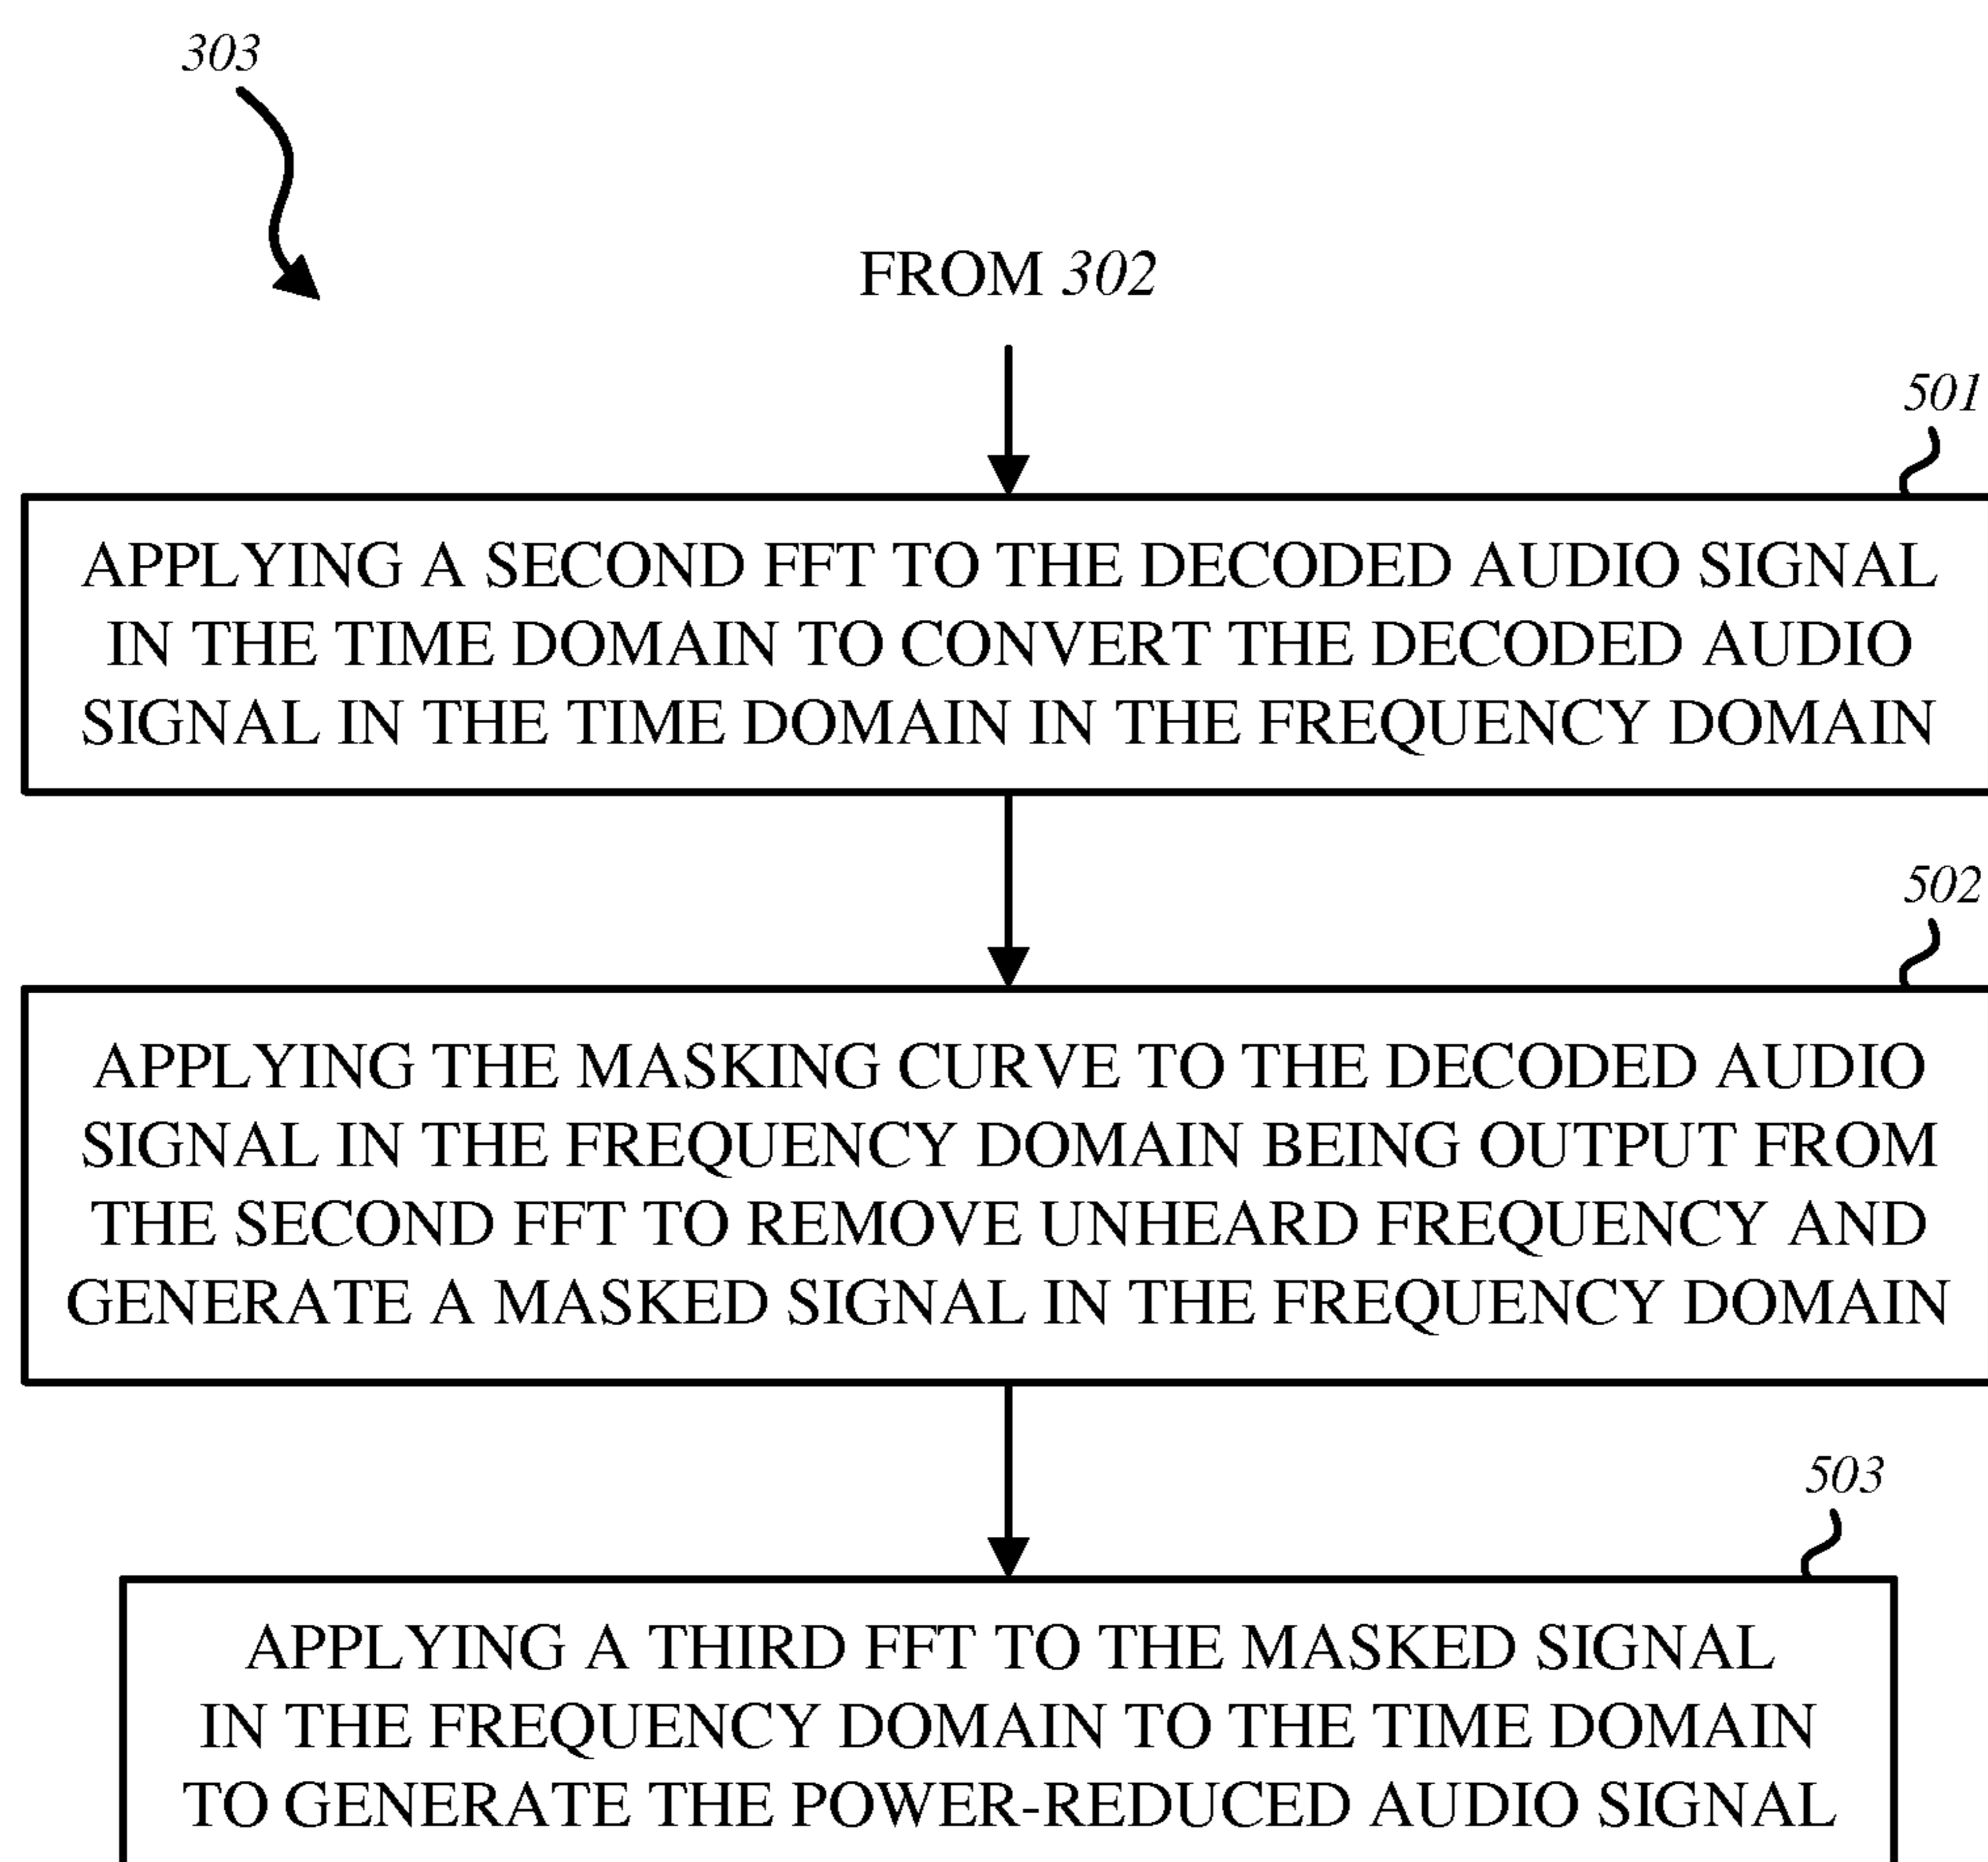 303
FROM 302
501
APPLYING A SECOND FFT TO THE DECODED AUDIO SIGNAL
IN THE TIME DOMAIN TO CONVERT THE DECODED AUDIO
SIGNAL IN THE TIME DOMAIN IN THE FREQUENCY DOMAIN
502
APPLYING THE MASKING CURVE TO THE DECODED AUDIO
SIGNAL IN THE FREQUENCY DOMAIN BEING OUTPUT FROM
THE SECOND FFT TO REMOVE UNHEARD FREQUENCY AND
GENERATE A MASKED SIGNAL IN THE FREQUENCY DOMAIN
503
APPLYING A THIRD FFT TO THE MASKED SIGNAL
IN THE FREQUENCY DOMAIN TO THE TIME DOMAIN
TO GENERATE THE POWER-REDUCED AUDIO SIGNAL